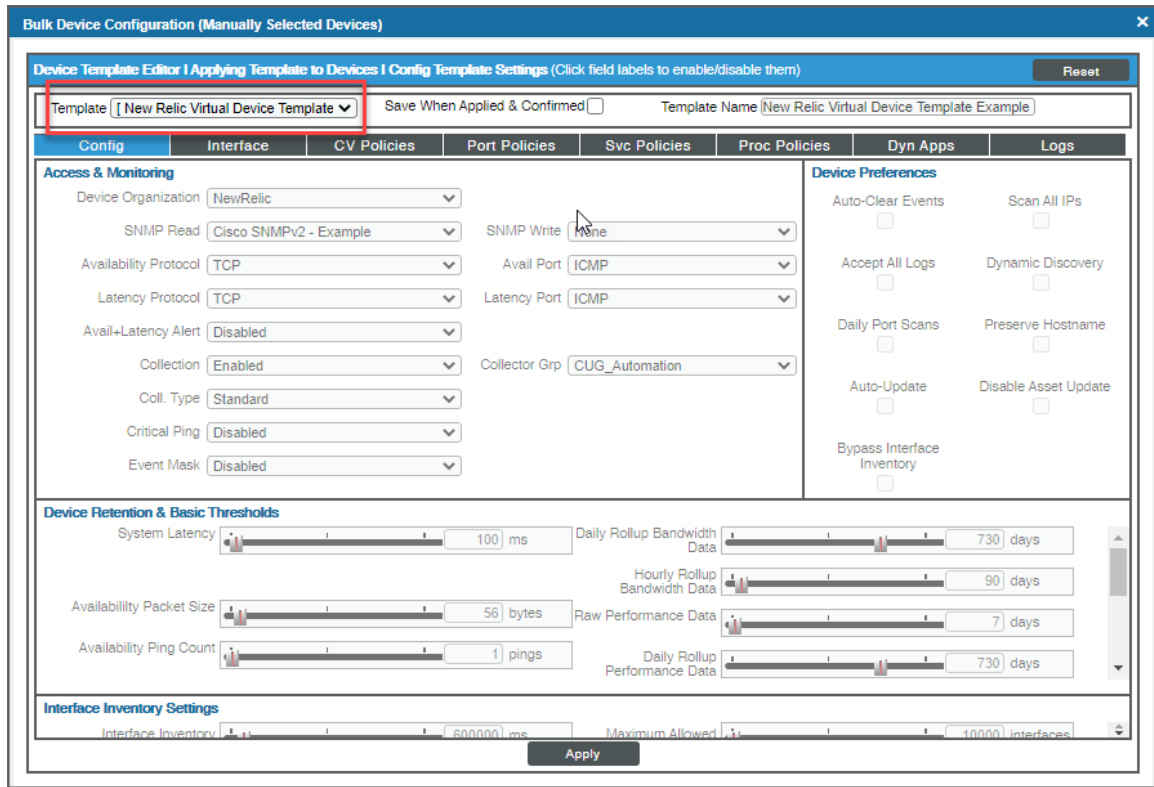 Bulk Device Configuration (Manually Selected Devices)
Device Template Editor | Applying Template to Devices | Config Template Settings (Click field labels to enable/disable them)
Reset
Template [ New Relic Virtual Device Template
Save When Applied & Confirmed
Template Name New Relic Virtual Device Template Example
Config Interface CV Policies Port Policies Svc Policies Proc Policies Dyn Apps Logs
Access & Monitoring
Device Organization NewRelic
SNMP Read Cisco SNMPv2 - Example
SNMP Write None
Availability Protocol TCP
Avail Port ICMP
Latency Protocol TCP
Latency Port ICMP
Avail+Latency Alert Disabled
Collection Enabled
Collector Grp CUG_Automation
Coll. Type Standard
Critical Ping Disabled
Event Mask Disabled
Device Preferences
Auto-Clear Events
Scan All IPs
Accept All Logs
Dynamic Discovery
Daily Port Scans
Preserve Hostname
Auto-Update
Disable Asset Update
Bypass Interface
Inventory
Device Retention & Basic Thresholds
System Latency 100 ms
Availability Packet Size 56 bytes
Availability Ping Count 1 pings
Daily Rollup Bandwidth
Data 730 days
Hourly Rollup
Bandwidth Data 90 days
Raw Performance Data 7 days
Daily Rollup
Performance Data 730 days
Interface Inventory Settings
Interface Inventory 600000 ms
Maximum Allowed 10000 interfaces
Apply